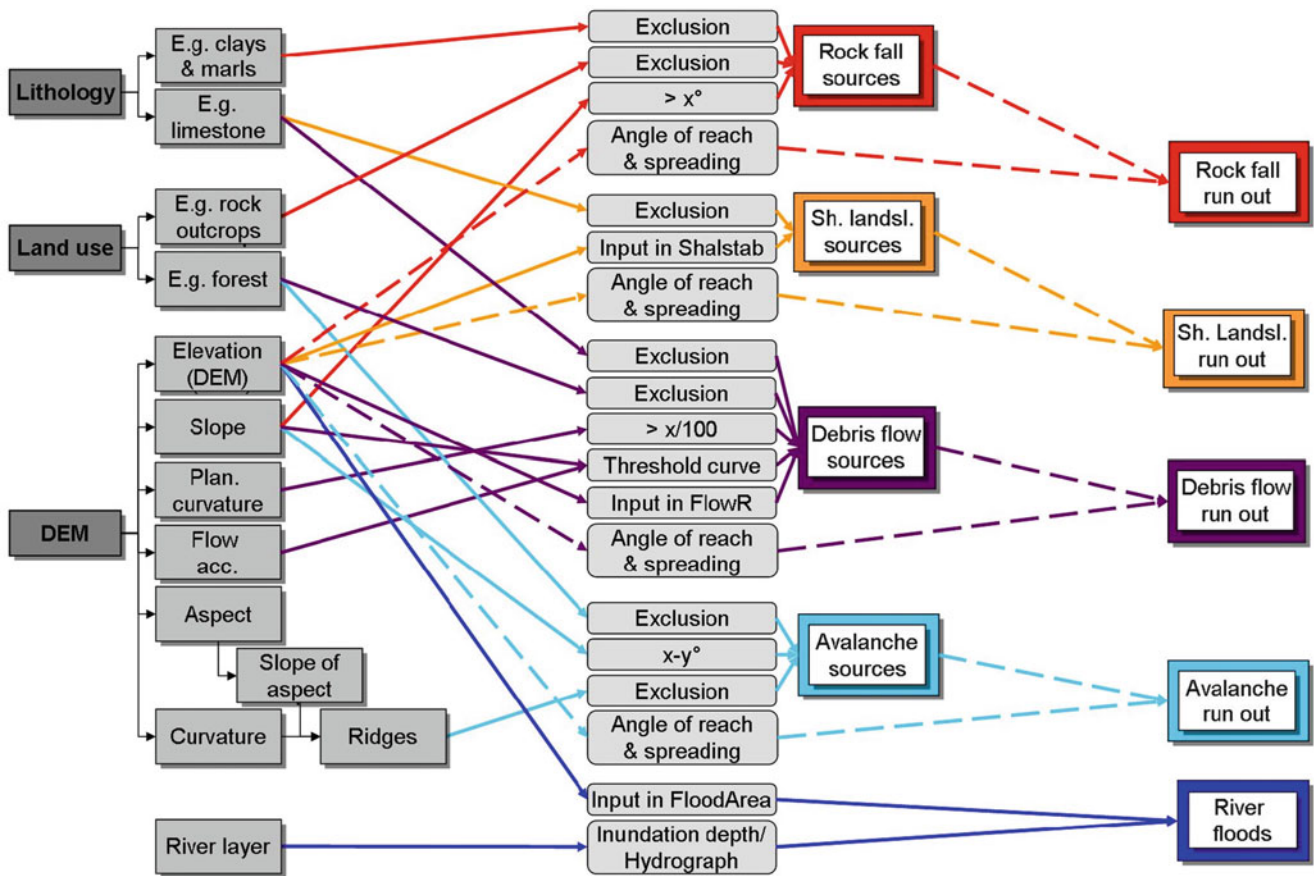 Lithology
E.g. clays
& marls
E.g.
limestone
Land use
E.g. rock
outcrops
E.g. forest
DEM
Elevation
(DEM)
Slope
Plan.
curvature
Flow
acc.
Aspect
Slope of
aspect
Curvature
Ridges
River layer
Exclusion
Exclusion
> x°
Angle of reach
& spreading
Exclusion
Input in Shalstab
Angle of reach
& spreading
Exclusion
Exclusion
> x/100
Threshold curve
Input in FlowR
Angle of reach
& spreading
Exclusion
x-y°
Exclusion
Angle of reach
& spreading
Input in FloodArea
Inundation depth/
Hydrograph
Rock fall
sources
Sh. landsl.
sources
Debris flow
sources
Avalanche
sources
Rock fall
run out
Sh. Landsl.
run out
Debris flow
run out
Avalanche
run out
River
floods